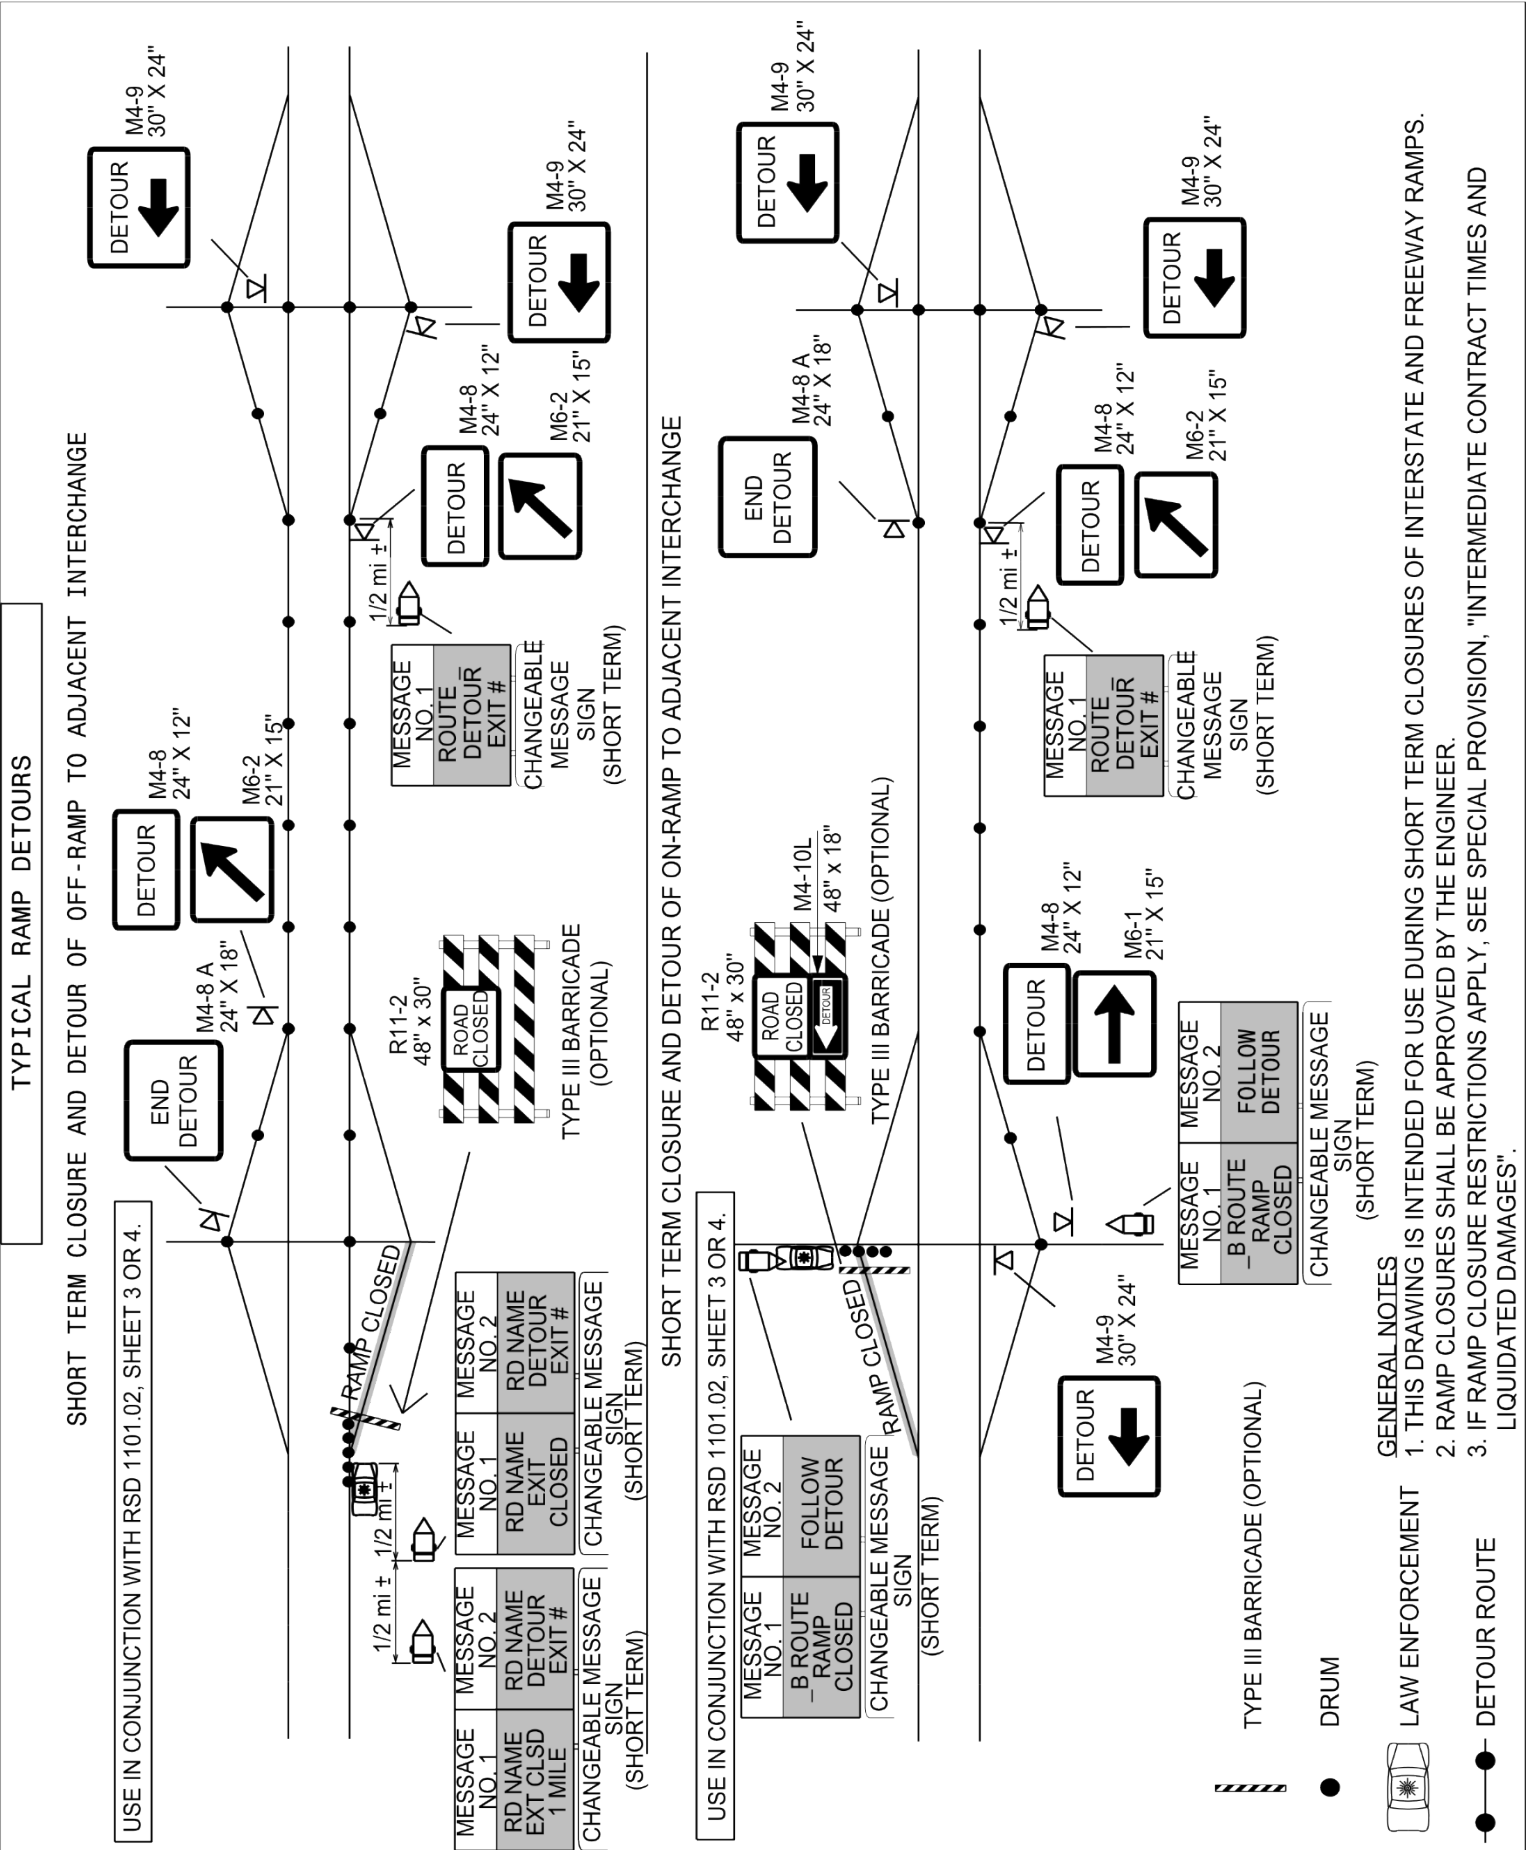 TYPICAL RAMP DETOURS
SHORT TERM CLOSURE AND DETOUR OF OFF-RAMP TO ADJACENT INTERCHANGE
USE IN CONJUNCTION WITH RSD 1101.02, SHEET 3 OR 4.
END
DETOUR
M4-8 A
24" X 18"
DETOUR
M4-8
24" X 12"
M6-2
21" X 15"
DETOUR
M4-9
30" X 24"
RAMP CLOSED
1/2 mi ±
1/2 mi ±
MESSAGE
NO. 1
RD NAME
EXT CLSD
1 MILE
MESSAGE
NO. 2
RD NAME
DETOUR
EXIT #
CHANGEABLE MESSAGE
SIGN
(SHORT TERM)
MESSAGE
NO. 1
RD NAME
EXIT
CLOSED
MESSAGE
NO. 2
RD NAME
DETOUR
EXIT #
CHANGEABLE MESSAGE
SIGN
(SHORT TERM)
R11-2
48" x 30"
ROAD
CLOSED
TYPE III BARRICADE
(OPTIONAL)
1/2 mi ±
MESSAGE
NO. 1
ROUTE
DETOUR
EXIT #
CHANGEABLE
MESSAGE
SIGN
(SHORT TERM)
DETOUR
M4-8
24" X 12"
M6-2
21" X 15"
DETOUR
M4-9
30" X 24"
SHORT TERM CLOSURE AND DETOUR OF ON-RAMP TO ADJACENT INTERCHANGE
USE IN CONJUNCTION WITH RSD 1101.02, SHEET 3 OR 4.
MESSAGE
NO. 1
_B ROUTE
RAMP
CLOSED
MESSAGE
NO. 2
FOLLOW
DETOUR
CHANGEABLE MESSAGE
SIGN
(SHORT TERM)
RAMP CLOSED
R11-2
48" x 30"
ROAD
CLOSED
DETOUR
M4-10L
48" x 18"
TYPE III BARRICADE (OPTIONAL)
END
DETOUR
M4-8 A
24" X 18"
DETOUR
M4-9
30" X 24"
DETOUR
M4-9
30" X 24"
MESSAGE
NO. 1
_B ROUTE
RAMP
CLOSED
MESSAGE
NO. 2
FOLLOW
DETOUR
CHANGEABLE MESSAGE
SIGN
(SHORT TERM)
DETOUR
M4-8
24" X 12"
M6-1
21" X 15"
1/2 mi ±
MESSAGE
NO. 1
ROUTE
DETOUR_
EXIT #
CHANGEABLE
MESSAGE
SIGN
(SHORT TERM)
DETOUR
M4-8
24" X 12"
M6-2
21" X 15"
DETOUR
M4-9
30" X 24"
TYPE III BARRICADE (OPTIONAL)
DRUM
LAW ENFORCEMENT
DETOUR ROUTE
GENERAL NOTES
1. THIS DRAWING IS INTENDED FOR USE DURING SHORT TERM CLOSURES OF INTERSTATE AND FREEWAY RAMPS.
2. RAMP CLOSURES SHALL BE APPROVED BY THE ENGINEER.
3. IF RAMP CLOSURE RESTRICTIONS APPLY, SEE SPECIAL PROVISION, "INTERMEDIATE CONTRACT TIMES AND
LIQUIDATED DAMAGES".